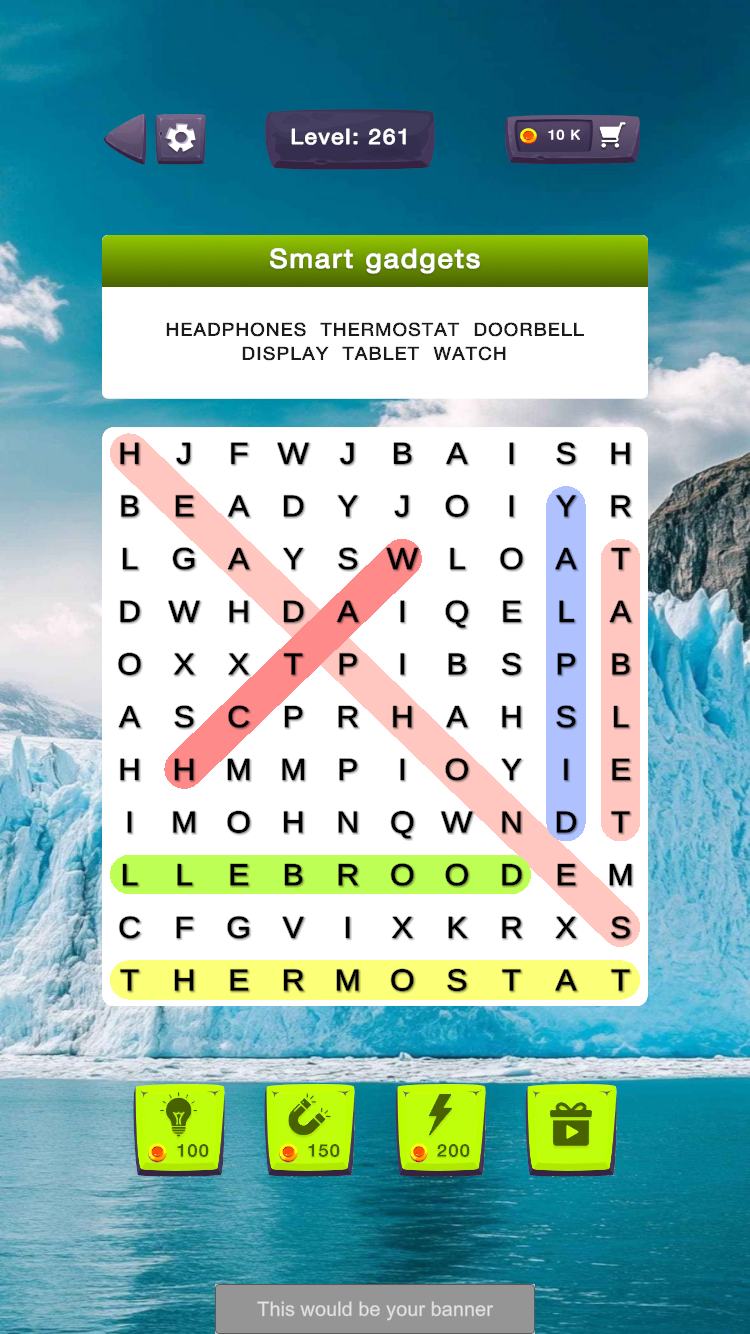 Level: 261
10 K
Smart gadgets
HEADPHONES THERMOSTAT DOORBELL
DISPLAY TABLET WATCH
H J F W J B A I S H
B E A D Y J O I Y R
L G A Y S W L O A T
D W H D A I Q E L A
O X X T P I B S P B
A S C P R H A H S L
H H M M P I O Y I E
I M O H N Q W N D T
L L E B R O O D E M
C F G V I X K R X S
T H E R M O S T A T
100 150 200
This would be your banner